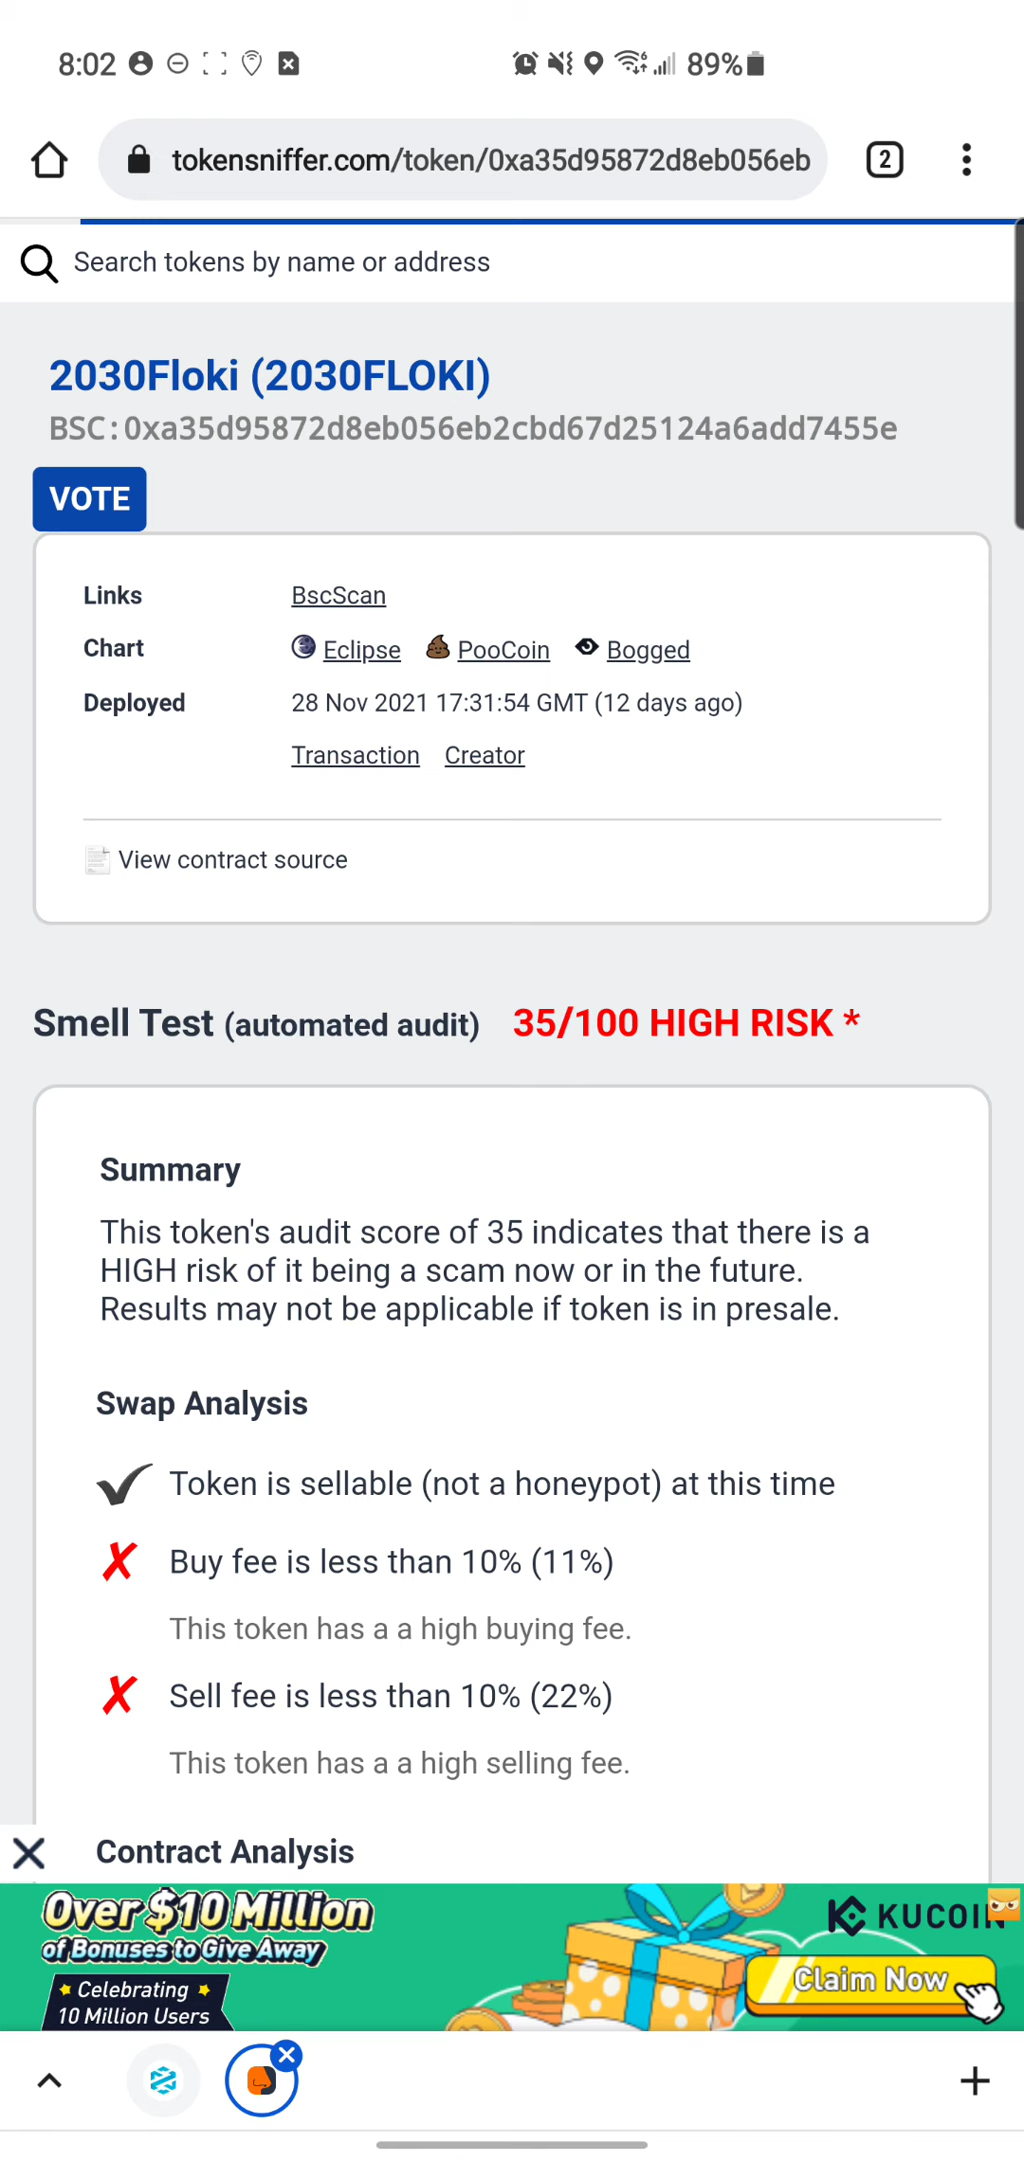 8:02
89%
tokensniffer.com/token/0xa35d95872d8eb056eb
2
Search tokens by name or address
2030Floki (2030FLOKI)
BSC:0xa35d95872d8eb056eb2cbd67d25124a6add7455e
VOTE
Links BscScan
Chart Eclipse PooCoin Bogged
Deployed 28 Nov 2021 17:31:54 GMT (12 days ago)
Transaction Creator
View contract source
Smell Test (automated audit) 35/100 HIGH RISK *
Summary
This token's audit score of 35 indicates that there is a
HIGH risk of it being a scam now or in the future.
Results may not be applicable if token is in presale.
Swap Analysis
Token is sellable (not a honeypot) at this time
Buy fee is less than 10% (11%)
This token has a a high buying fee.
Sell fee is less than 10% (22%)
This token has a a high selling fee.
Contract Analysis
Over $10 Million
of Bonuses to Give Away
Celebrating
10 Million Users
KUCOIN
Claim Now